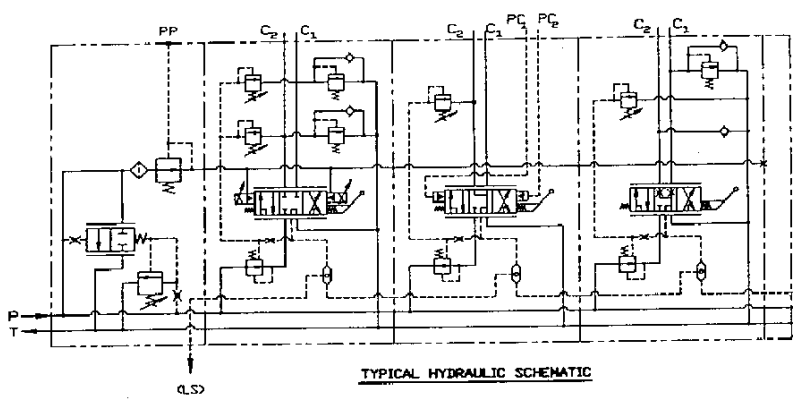 PP
C2 C1
C2 C1
PC1 PC2
C2 C1
P
T
(LS)
TYPICAL HYDRAULIC SCHEMATIC